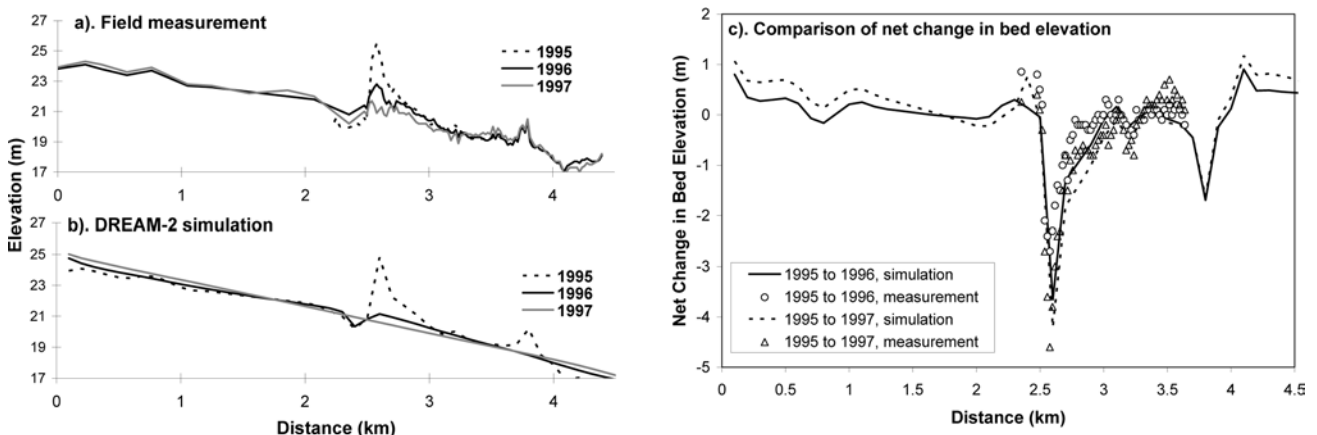 a). Field measurement
27
25
23
21
19
17
1995
1996
1997
0 1 2 3 4
Elevation (m)
b). DREAM-2 simulation
27
25
23
21
19
17
1995
1996
1997
0 1 2 3 4
Distance (km)
c). Comparison of net change in bed elevation
2
1
0
-1
-2
-3
-4
-5
Net Change in Bed Elevation (m)
1995 to 1996, simulation
1995 to 1996, measurement
1995 to 1997, simulation
1995 to 1997, measurement
0 0.5 1 1.5 2 2.5 3 3.5 4 4.5
Distance (km)